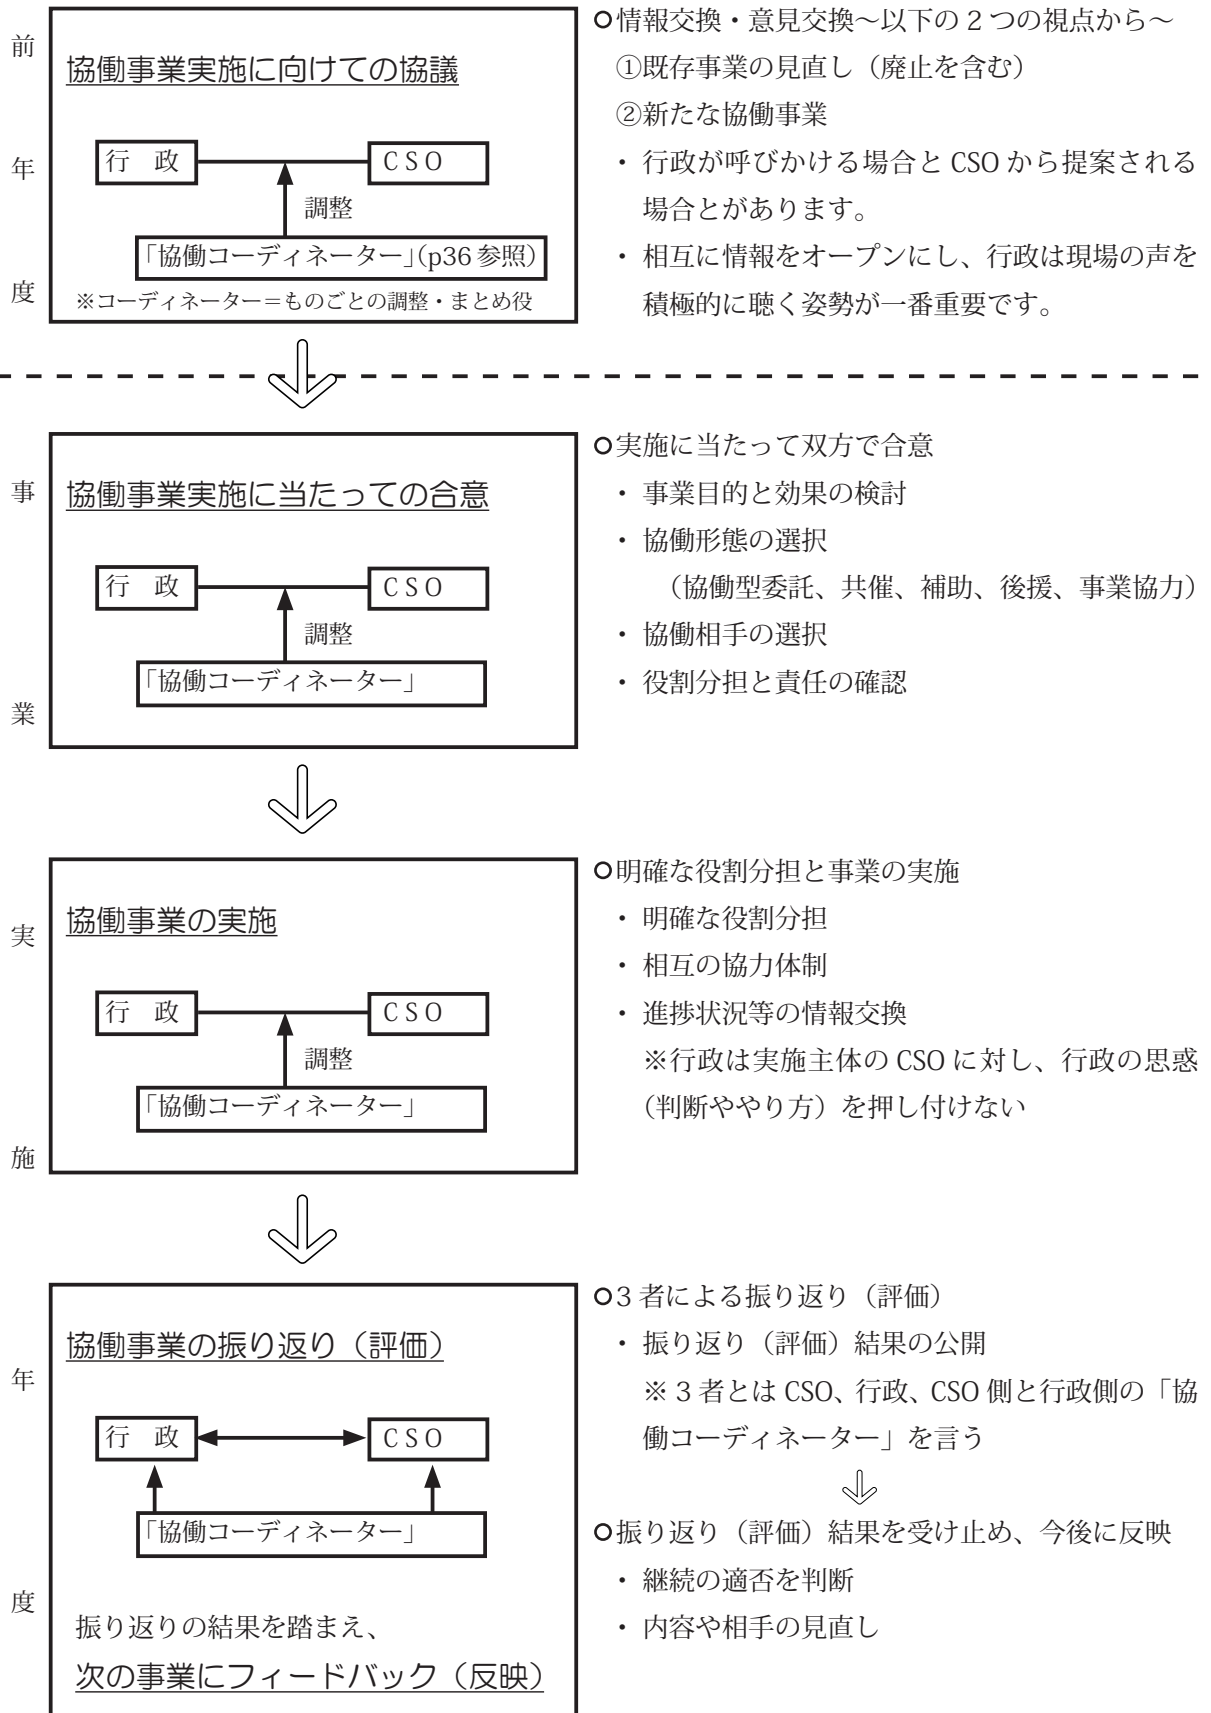 前年度
協働事業実施に向けての協議
行　政
CSO
調整
「協働コーディネーター」(p36参照)
※コーディネーター＝ものごとの調整・まとめ役
○情報交換・意見交換～以下の2つの視点から～
①既存事業の見直し（廃止を含む）
②新たな協働事業
・ 行政が呼びかける場合と CSO から提案される
場合とがあります。
・ 相互に情報をオープンにし、行政は現場の声を
積極的に聴く姿勢が一番重要です。
事業実施年度
協働事業実施に当たっての合意
行　政
CSO
調整
「協働コーディネーター」
○実施に当たって双方で合意
・ 事業目的と効果の検討
・ 協働形態の選択
（協働型委託、共催、補助、後援、事業協力）
・ 協働相手の選択
・ 役割分担と責任の確認
協働事業の実施
行　政
CSO
調整
「協働コーディネーター」
○明確な役割分担と事業の実施
・ 明確な役割分担
・ 相互の協力体制
・ 進捗状況等の情報交換
※行政は実施主体の CSO に対し、行政の思惑
（判断ややり方）を押し付けない
協働事業の振り返り（評価）
行　政
CSO
「協働コーディネーター」
振り返りの結果を踏まえ、
次の事業にフィードバック（反映）
○3者による振り返り（評価）
・ 振り返り（評価）結果の公開
※3者とは CSO、行政、CSO 側と行政側の「協
働コーディネーター」を言う
○振り返り（評価）結果を受け止め、今後に反映
・ 継続の適否を判断
・ 内容や相手の見直し